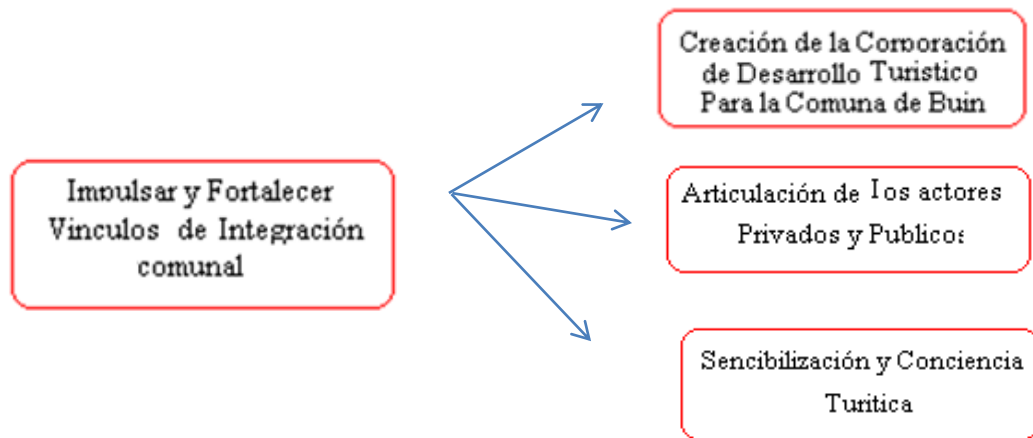 Impulsar y Fortalecer
Vinculos de Integración
comunal
Creación de la Corporación
de Desarrollo Turistico
Para la Comuna de Buin
Articulación de los actores
Privados y Publicos
Sencibilización y Conciencia
Turitica